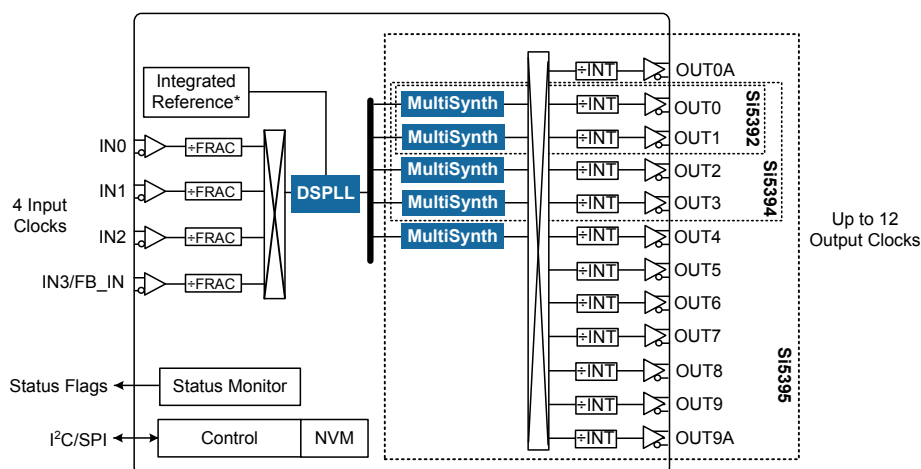 Integrated
Reference*
IN0
÷FRAC
IN1
÷FRAC
IN2
÷FRAC
IN3/FB_IN
÷FRAC
4 Input
Clocks
DSPLL
MultiSynth
MultiSynth
MultiSynth
MultiSynth
MultiSynth
÷INT
OUT0A
÷INT
OUT0
÷INT
OUT1
÷INT
OUT2
÷INT
OUT3
÷INT
OUT4
÷INT
OUT5
÷INT
OUT6
÷INT
OUT7
÷INT
OUT8
÷INT
OUT9
÷INT
OUT9A
Si5392
Si5394
Si5395
Up to 12
Output Clocks
Status Flags
Status Monitor
I²C/SPI
Control
NVM